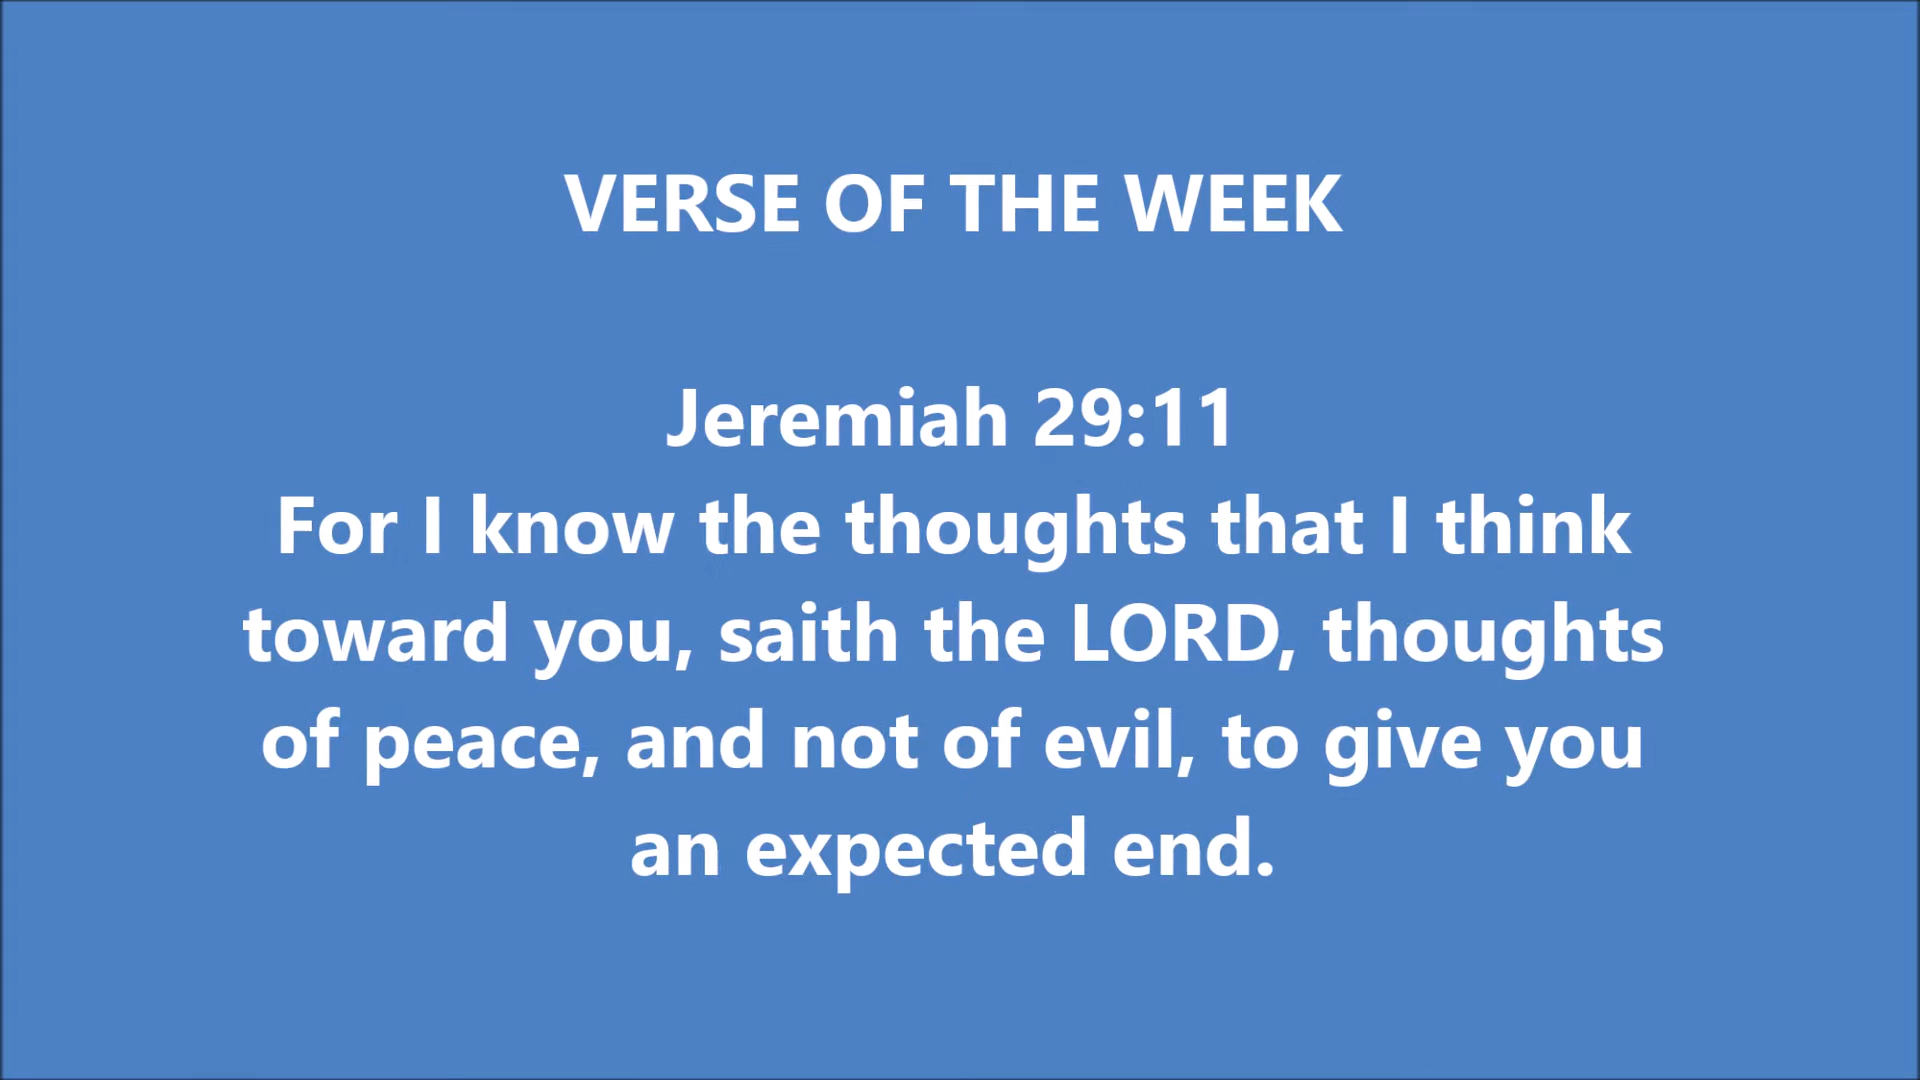 VERSE OF THE WEEK
Jeremiah 29:11
For I know the thoughts that I think
toward you, saith the LORD, thoughts
of peace, and not of evil, to give you
an expected end.